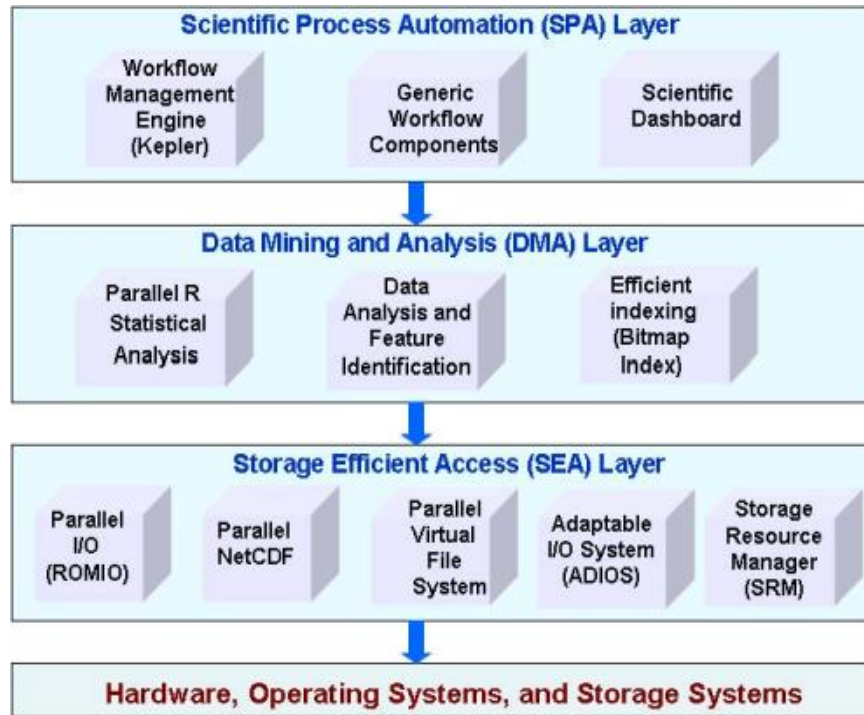 Scientific Process Automation (SPA) Layer
Workflow
Management
Engine
(Kepler)
Generic
Workflow
Components
Scientific
Dashboard
Data Mining and Analysis (DMA) Layer
Parallel R
Statistical
Analysis
Data
Analysis and
Feature
Identification
Efficient
indexing
(Bitmap
Index)
Storage Efficient Access (SEA) Layer
Parallel
I/O
(ROMIO)
Parallel
NetCDF
Parallel
Virtual
File
System
Adaptable
I/O System
(ADIOS)
Storage
Resource
Manager
(SRM)
Hardware, Operating Systems, and Storage Systems